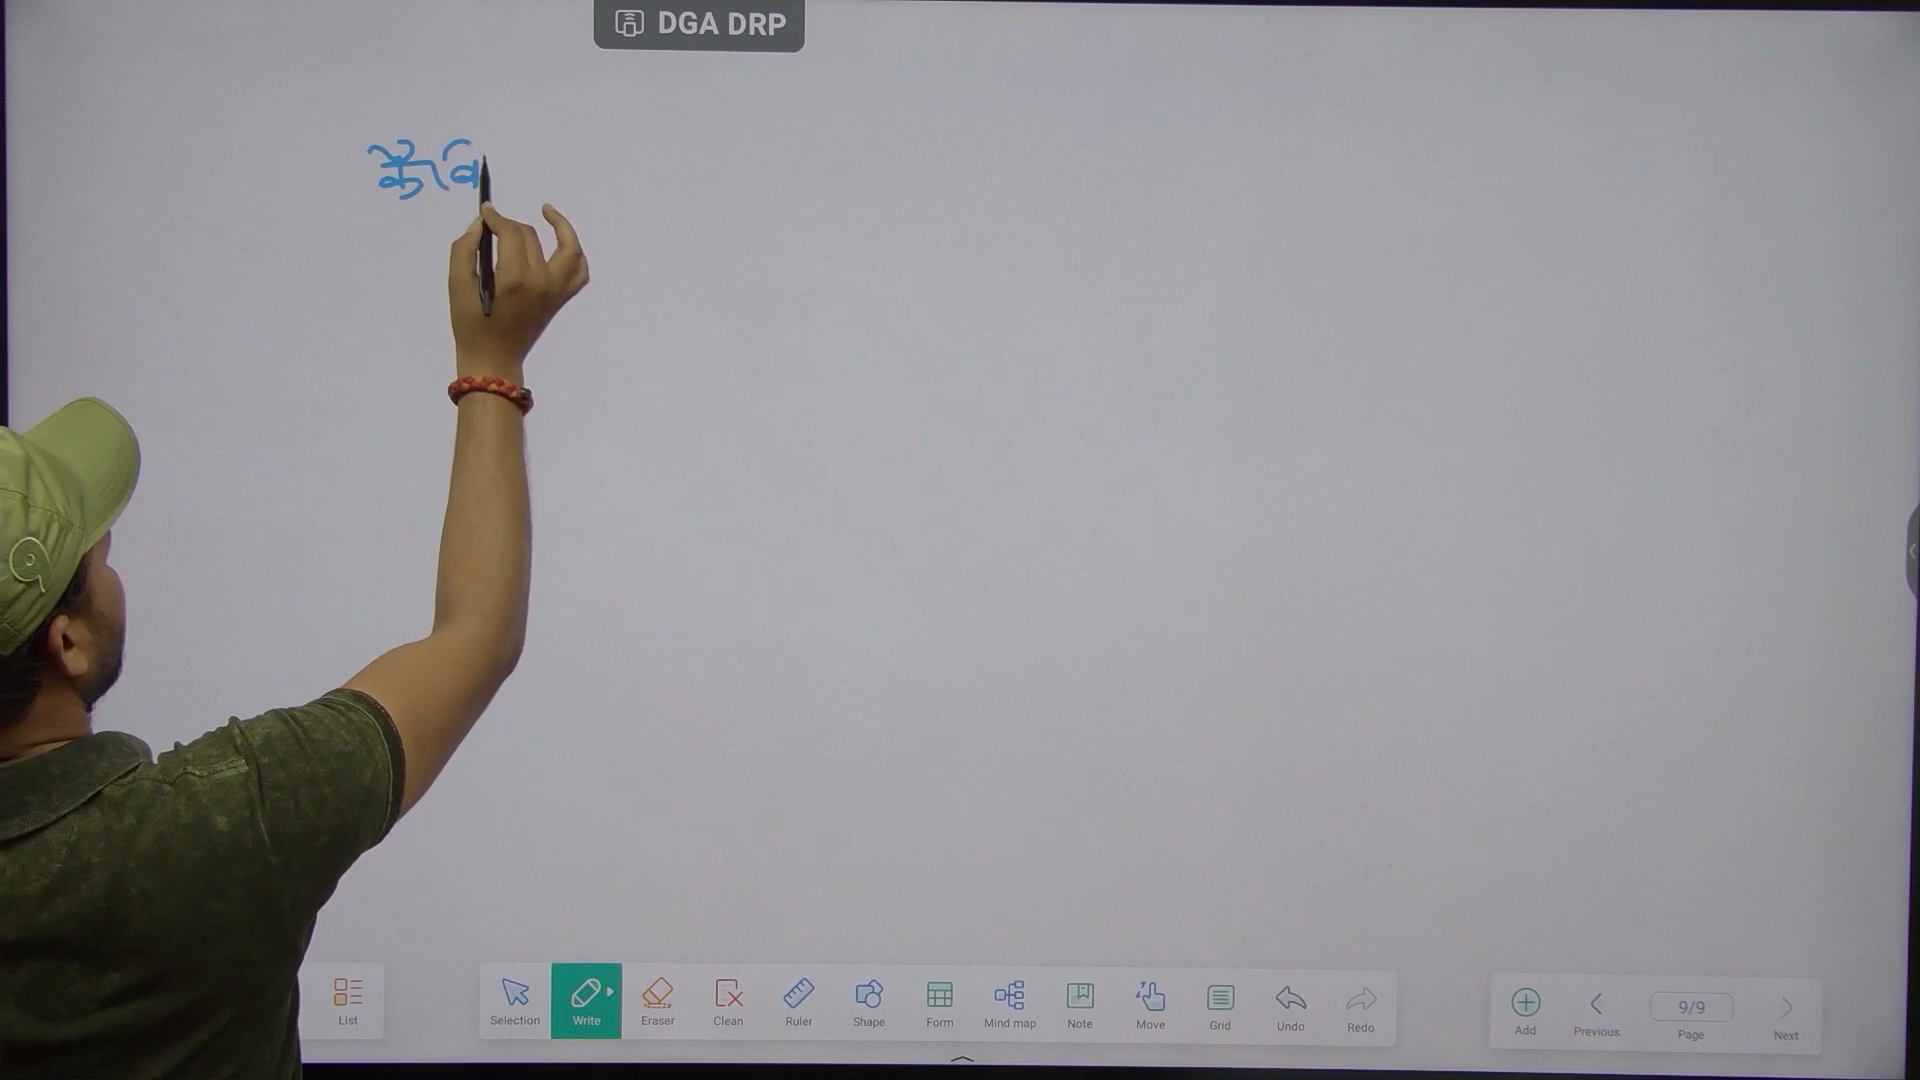 DGA DRP
List
Selection
Write
Eraser
Clean
Ruler
Shape
Form
Mind map
Note
Move
Grid
Undo
Redo
Add
Previous
9/9
Page
Next